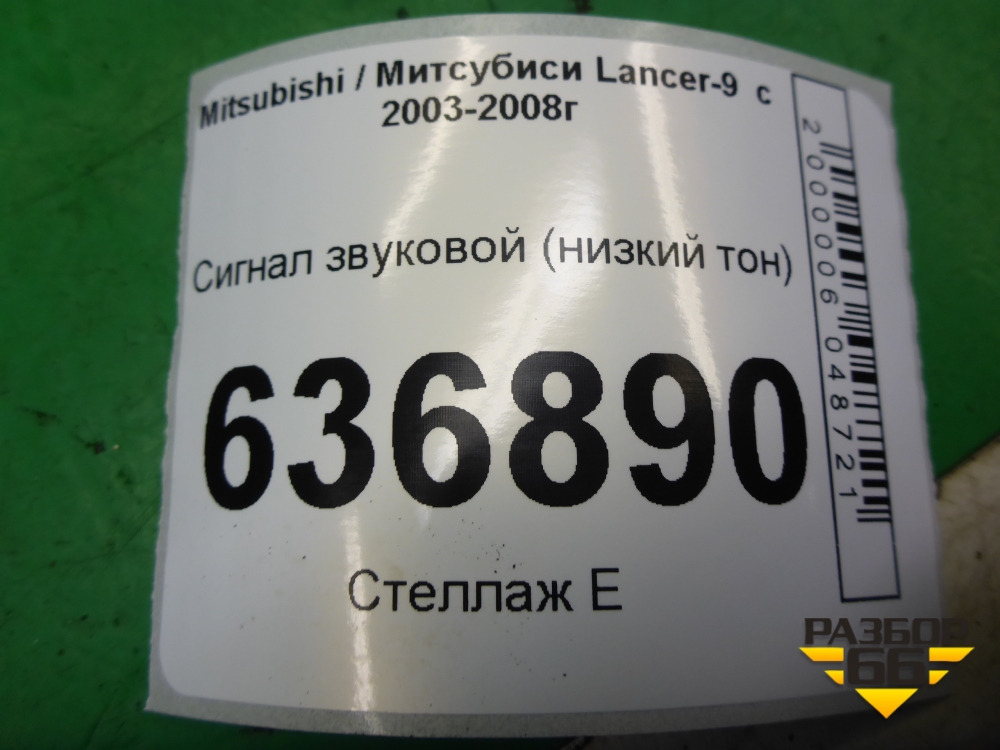 Mitsubishi / Митсубиси Lancer-9 с
2003-2008г
Сигнал звуковой (низкий тон)
636890
Стеллаж Е
2000006048721
РАЗБОР
66